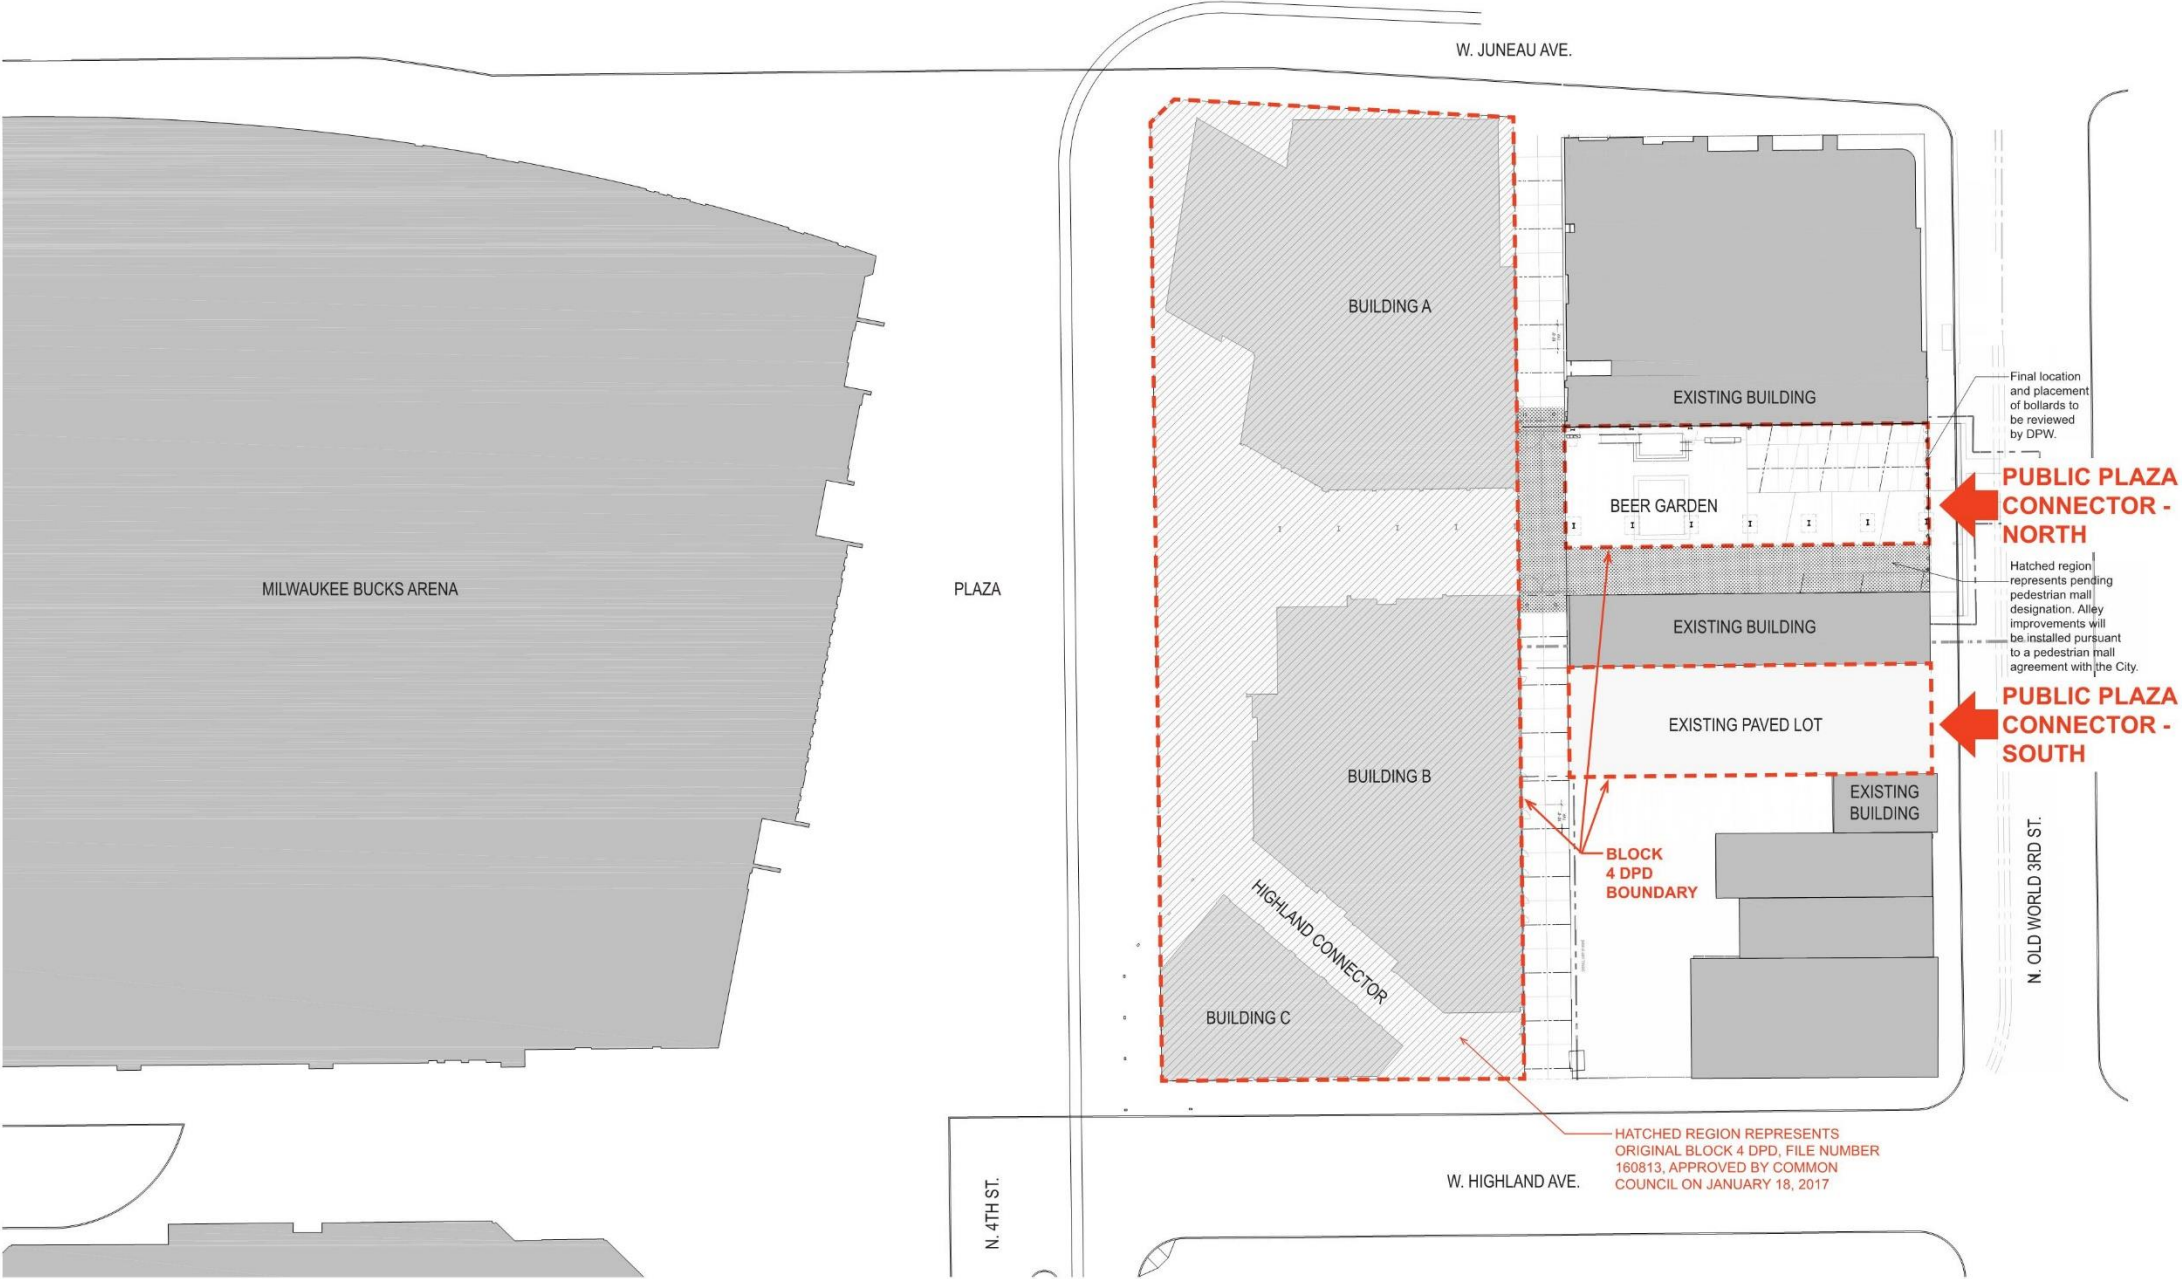 W. JUNEAU AVE.
BUILDING A
EXISTING BUILDING
Final location
and placement
of bollards to
be reviewed
by DPW.
PUBLIC PLAZA
CONNECTOR -
NORTH
BEER GARDEN
MILWAUKEE BUCKS ARENA
PLAZA
Hatched region
represents pending
pedestrian mall
designation. Alley
improvements will
be installed pursuant
to a pedestrian mall
agreement with the City.
EXISTING BUILDING
PUBLIC PLAZA
CONNECTOR -
SOUTH
EXISTING PAVED LOT
BUILDING B
EXISTING
BUILDING
BLOCK
4 DPD
BOUNDARY
HIGHLAND CONNECTOR
N. OLD WORLD 3RD ST.
BUILDING C
HATCHED REGION REPRESENTS
ORIGINAL BLOCK 4 DPD, FILE NUMBER
160813, APPROVED BY COMMON
COUNCIL ON JANUARY 18, 2017
W. HIGHLAND AVE.
N. 4TH ST.